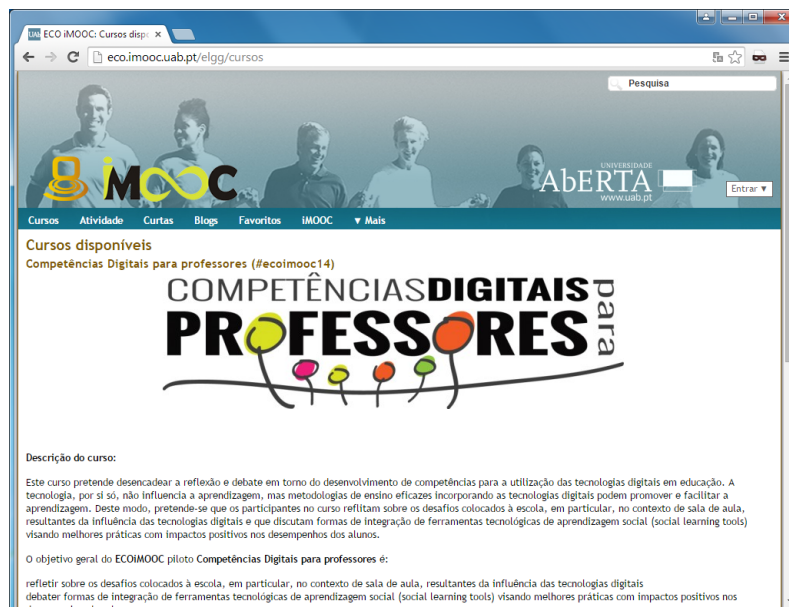 ECO iMOOC: Cursos disp
eco.imooc.uab.pt/elgg/cursos
Pesquisa
iMOOC
UNIVERSIDADE
AbERTA
www.uab.pt
Entrar ▼
Cursos Atividade Curtas Blogs Favoritos iMOOC ▼ Mais
Cursos disponíveis
Competências Digitais para professores (#ecoimooc14)
COMPETÊNCIASDIGITAIS
para
PROFESSORES
Descrição do curso:
Este curso pretende desencadear a reflexão e debate em torno do desenvolvimento de competências para a utilização das tecnologias digitais em educação. A
tecnologia, por si só, não influencia a aprendizagem, mas metodologias de ensino eficazes incorporando as tecnologias digitais podem promover e facilitar a
aprendizagem. Deste modo, pretende-se que os participantes no curso reflitam sobre os desafios colocados à escola, em particular, no contexto de sala de aula,
resultantes da influência das tecnologias digitais e que discutam formas de integração de ferramentas tecnológicas de aprendizagem social (social learning tools)
visando melhores práticas com impactos positivos nos desempenhos dos alunos.
O objetivo geral do ECOiMOOC piloto Competências Digitais para professores é:
refletir sobre os desafios colocados à escola, em particular, no contexto de sala de aula, resultantes da influência das tecnologias digitais
debater formas de integração de ferramentas tecnológicas de aprendizagem social (social learning tools) visando melhores práticas com impactos positivos nos